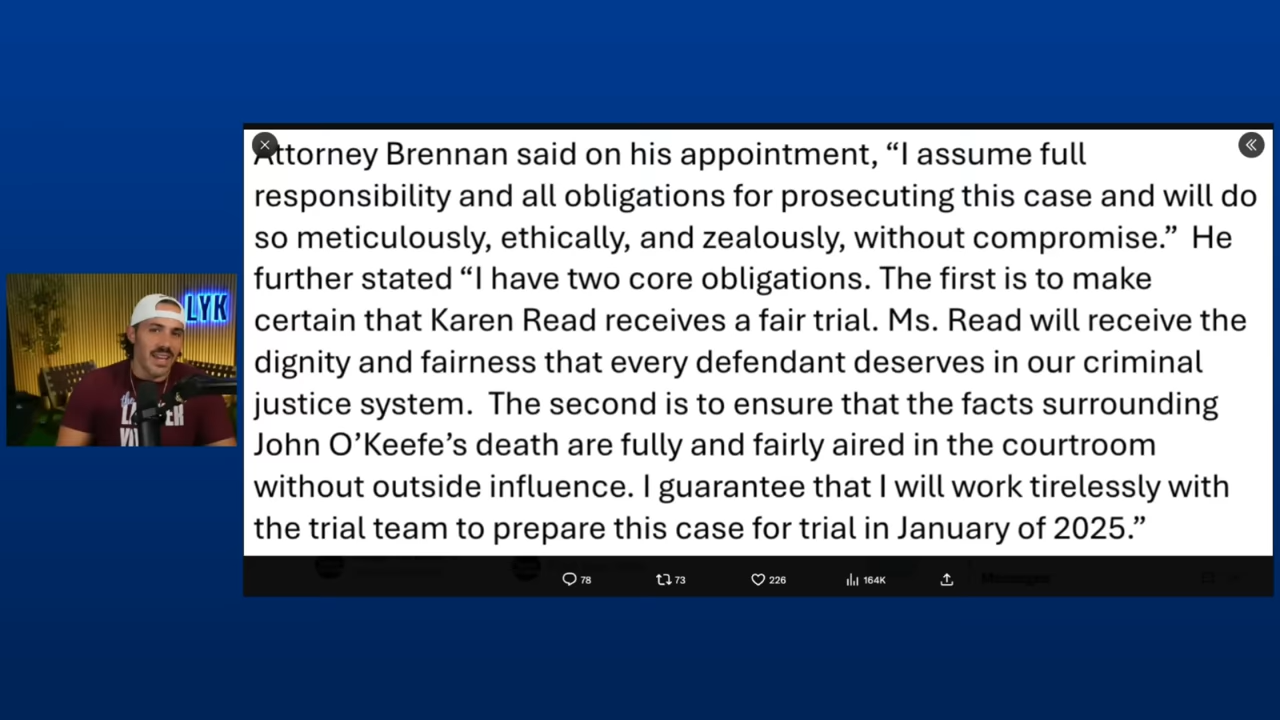 Attorney Brennan said on his appointment, “I assume full
responsibility and all obligations for prosecuting this case and will do
so meticulously, ethically, and zealously, without compromise.”  He
further stated “I have two core obligations. The first is to make
certain that Karen Read receives a fair trial. Ms. Read will receive the
dignity and fairness that every defendant deserves in our criminal
justice system.  The second is to ensure that the facts surrounding
John O’Keefe’s death are fully and fairly aired in the courtroom
without outside influence. I guarantee that I will work tirelessly with
the trial team to prepare this case for trial in January of 2025.”
LYK
78 73 226 164K